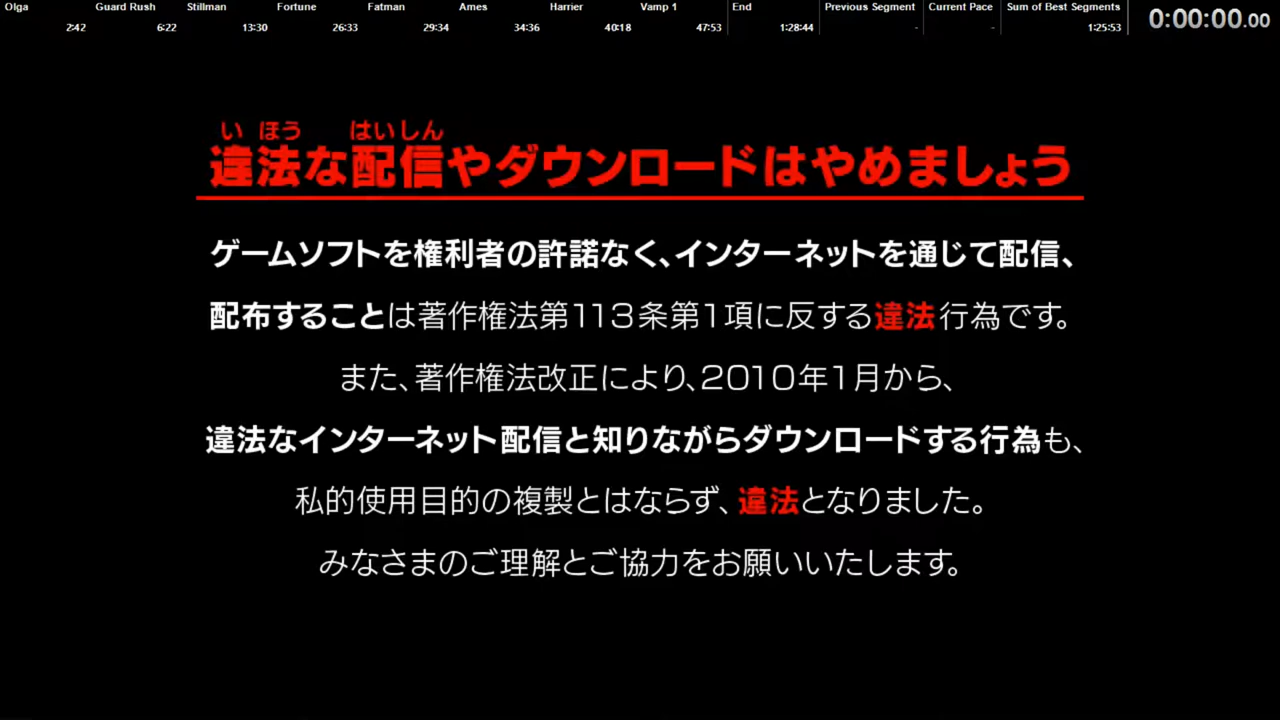 Olga Guard Rush Stillman Fortune Fatman Ames Harrier Vamp 1 End Previous Segment Current Pace Sum of Best Segments 0:00:00.00
2:42 6:22 13:30 26:33 29:34 34:36 40:18 47:53 1:28:44 - - 1:25:53
い ほう はいしん
違法な配信やダウンロードはやめましょう
ゲームソフトを権利者の許諾なく、インターネットを通じて配信、
配布することは著作権法第113条第1項に反する違法行為です。
また、著作権法改正により、2010年1月から、
違法なインターネット配信と知りながらダウンロードする行為も、
私的使用目的の複製とはならず、違法となりました。
みなさまのご理解とご協力をお願いいたします。